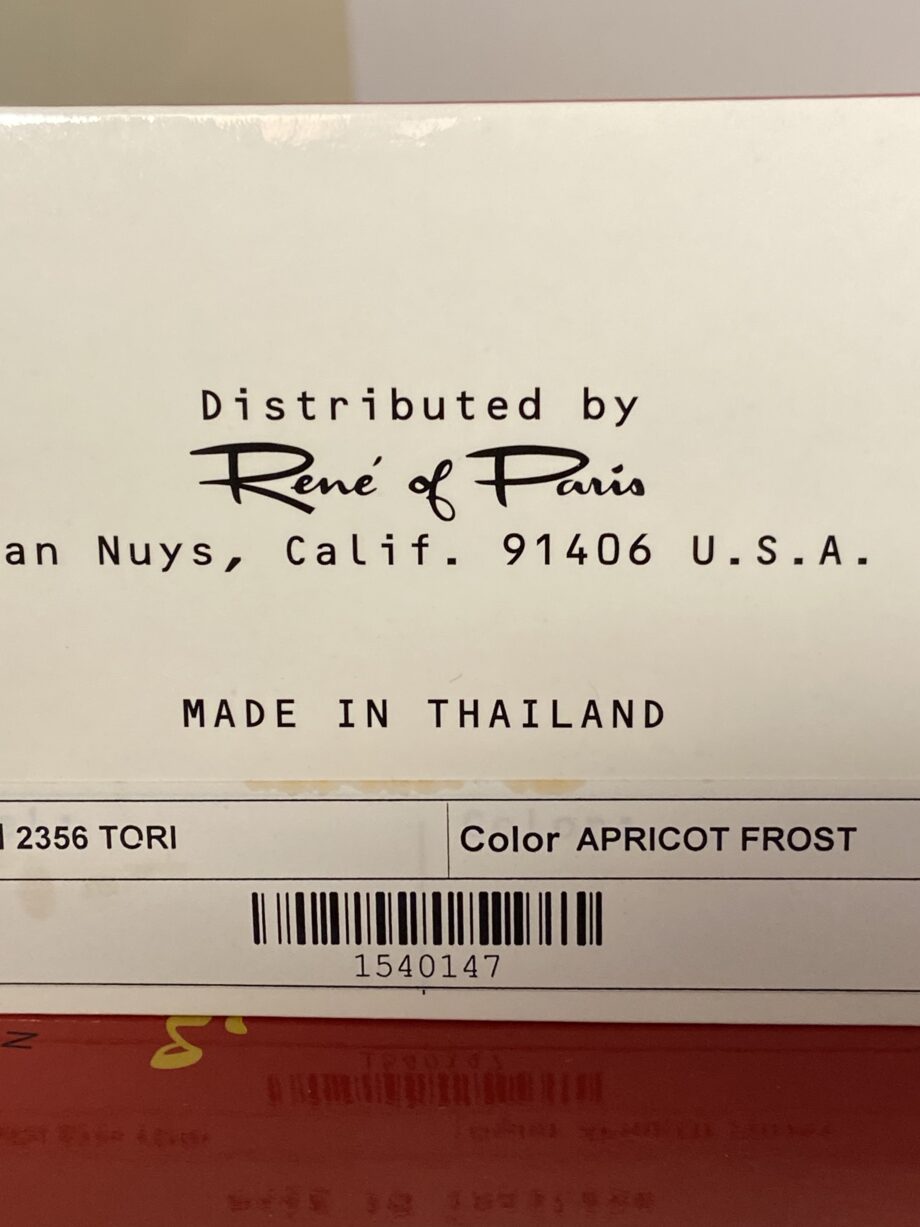 Distributed by
René of Paris
an Nuys, Calif. 91406 U.S.A.
MADE IN THAILAND
2356 TORI
Color APRICOT FROST
1540147